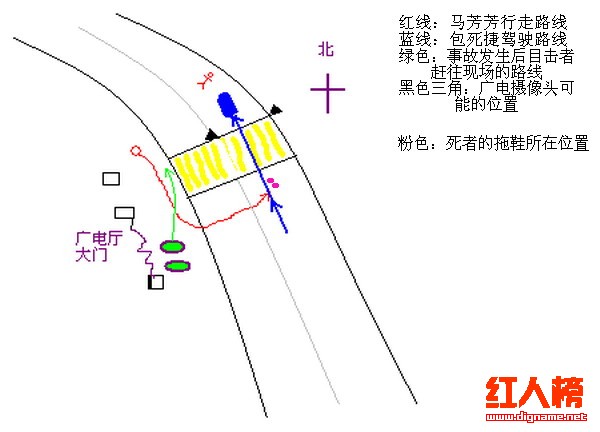 北
红线：马芳芳行走路线
蓝线：包死捷驾驶路线
绿色：事故发生后目击者
赶往现场的路线
黑色三角：广电摄像头可
能的位置
粉色：死者的拖鞋所在位置
广电厅
大门
红人榜
www.digname.net